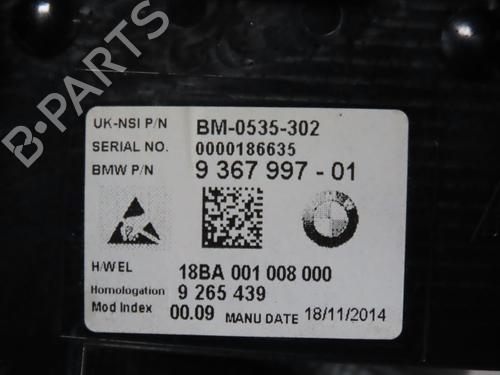 B-PARTS
UK-NSI P/N BM-0535-302
SERIAL NO. 0000186635
BMW P/N 9 367 997 - 01
H/WEL 18BA 001 008 000
Homologation 9 265 439
Mod Index 00.09 MANU DATE 18/11/2014